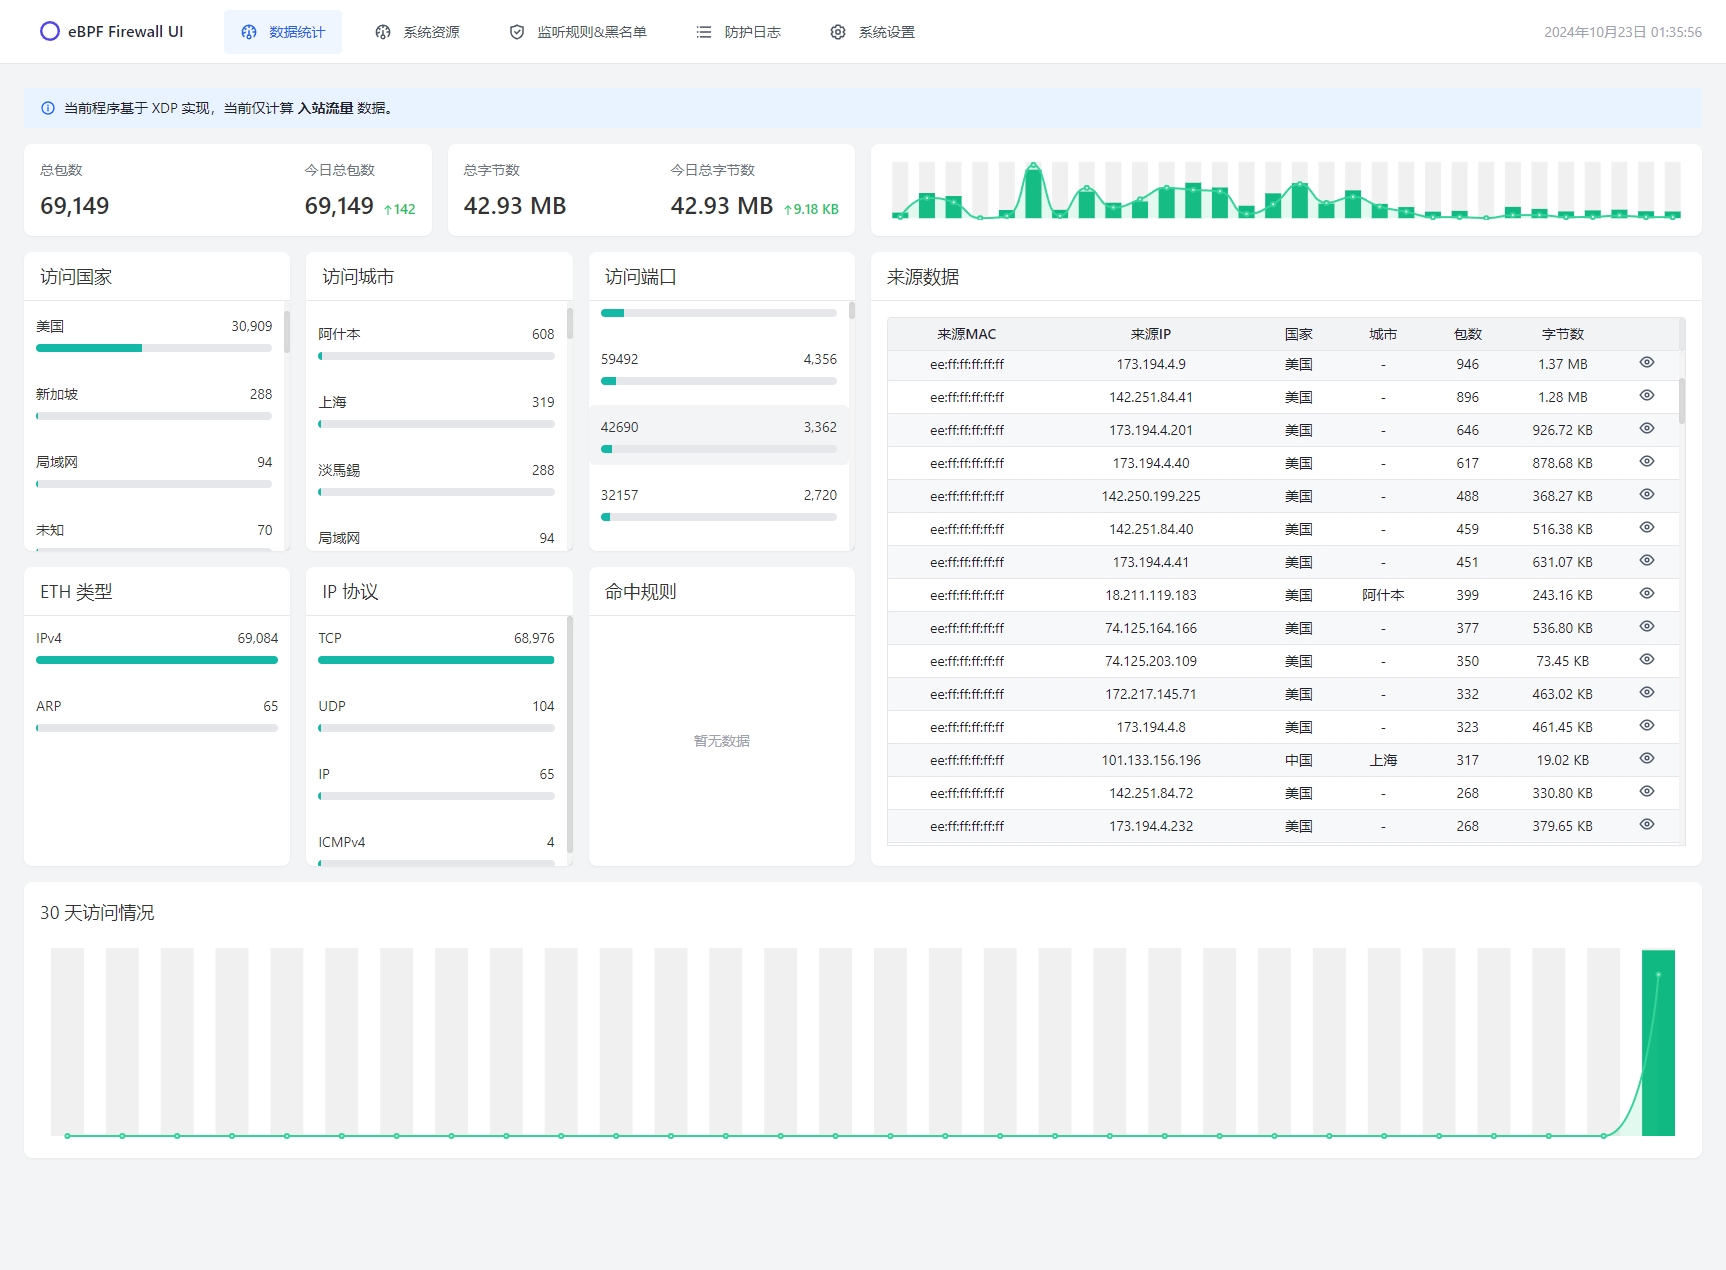 eBPF Firewall UI
数据统计
系统资源
监听规则&黑名单
防护日志
系统设置
2024年10月23日 01:35:56
当前程序基于 XDP 实现，当前仅计算 入站流量 数据。
总包数
今日总包数
69,149
69,149 ↑142
总字节数
今日总字节数
42.93 MB
42.93 MB ↑9.18 KB
访问国家
美国 30,909
新加坡 288
局域网 94
未知 70
访问城市
阿什本 608
上海 319
淡馬錫 288
局域网 94
访问端口
59492 4,356
42690 3,362
32157 2,720
来源数据
来源MAC 来源IP 国家 城市 包数 字节数
ee:ff:ff:ff:ff:ff 173.194.4.9 美国 - 946 1.37 MB
ee:ff:ff:ff:ff:ff 142.251.84.41 美国 - 896 1.28 MB
ee:ff:ff:ff:ff:ff 173.194.4.201 美国 - 646 926.72 KB
ee:ff:ff:ff:ff:ff 173.194.4.40 美国 - 617 878.68 KB
ee:ff:ff:ff:ff:ff 142.250.199.225 美国 - 488 368.27 KB
ee:ff:ff:ff:ff:ff 142.251.84.40 美国 - 459 516.38 KB
ee:ff:ff:ff:ff:ff 173.194.4.41 美国 - 451 631.07 KB
ee:ff:ff:ff:ff:ff 18.211.119.183 美国 阿什本 399 243.16 KB
ee:ff:ff:ff:ff:ff 74.125.164.166 美国 - 377 536.80 KB
ee:ff:ff:ff:ff:ff 74.125.203.109 美国 - 350 73.45 KB
ee:ff:ff:ff:ff:ff 172.217.145.71 美国 - 332 463.02 KB
ee:ff:ff:ff:ff:ff 173.194.4.8 美国 - 323 461.45 KB
ee:ff:ff:ff:ff:ff 101.133.156.196 中国 上海 317 19.02 KB
ee:ff:ff:ff:ff:ff 142.251.84.72 美国 - 268 330.80 KB
ee:ff:ff:ff:ff:ff 173.194.4.232 美国 - 268 379.65 KB
ETH 类型
IPv4 69,084
ARP 65
IP 协议
TCP 68,976
UDP 104
IP 65
ICMPv4 4
命中规则
暂无数据
30 天访问情况